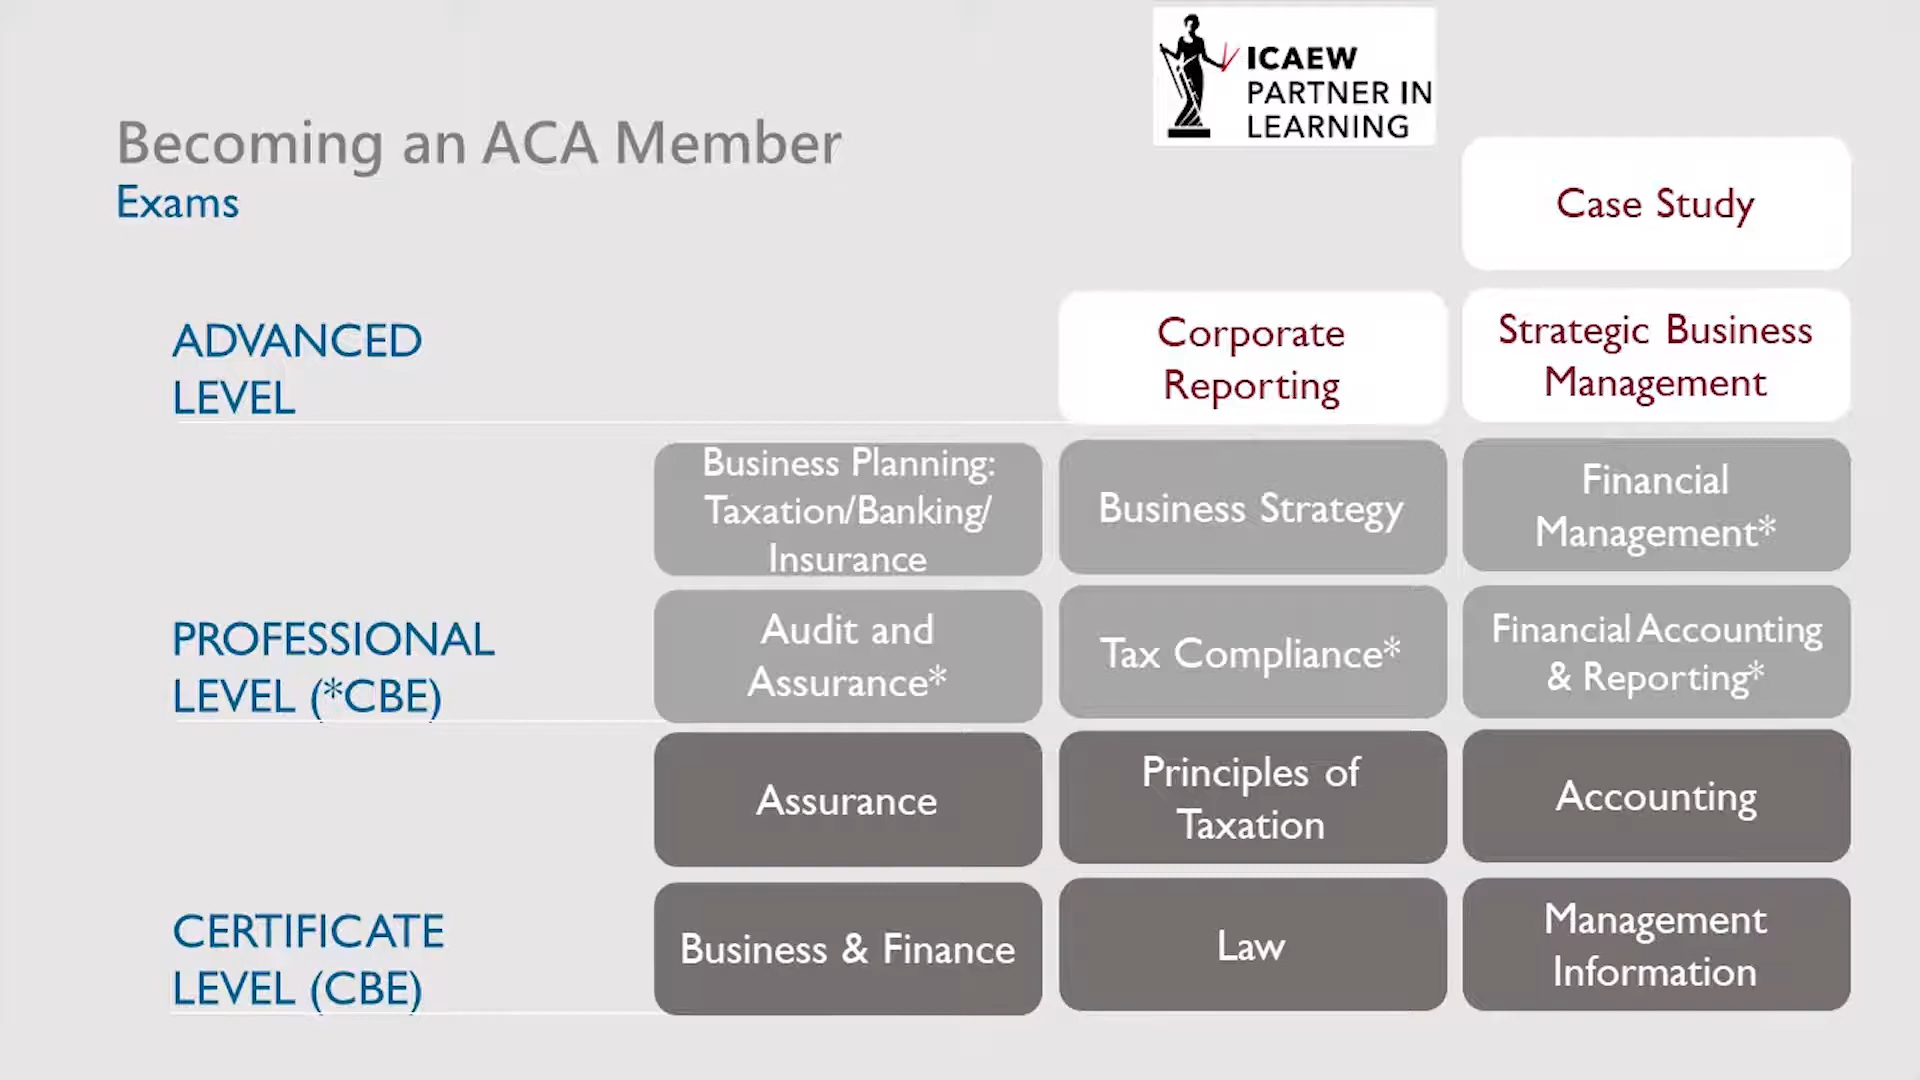 ICAEW
PARTNER IN
LEARNING
Becoming an ACA Member
Exams
Case Study
ADVANCED
LEVEL
Corporate
Reporting
Strategic Business
Management
Business Planning:
Taxation/Banking/
Insurance
Business Strategy
Financial
Management*
PROFESSIONAL
LEVEL (*CBE)
Audit and
Assurance*
Tax Compliance*
Financial Accounting
& Reporting*
Assurance
Principles of
Taxation
Accounting
CERTIFICATE
LEVEL (CBE)
Business & Finance
Law
Management
Information